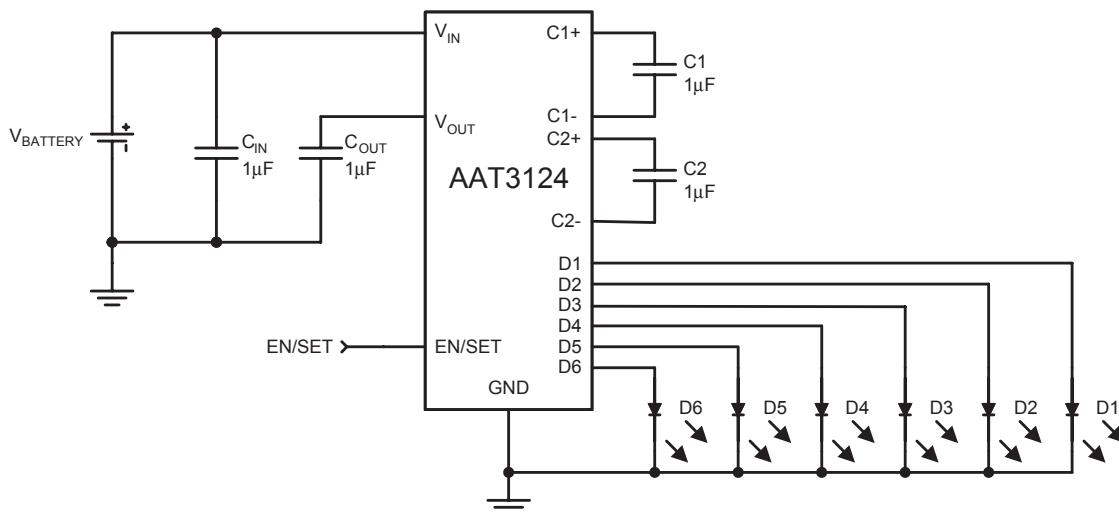 V_IN
C1+
C1
1µF
V_BATTERY
+
-
C_IN
1µF
C_OUT
1µF
V_OUT
C1-
C2+
AAT3124
C2
1µF
C2-
D1
D2
D3
D4
EN/SET
EN/SET
D5
D6
GND
D6
D5
D4
D3
D2
D1